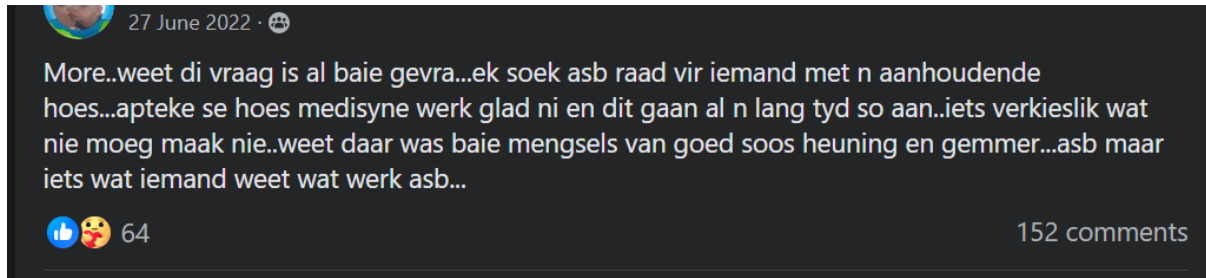 27 June 2022 ·
More..weet di vraag is al baie gevra...ek soek asb raad vir iemand met n aanhoudende
hoes...apteke se hoes medisyne werk glad ni en dit gaan al n lang tyd so aan..iets verkieslik wat
nie moeg maak nie..weet daar was baie mengsels van goed soos heuning en gemmer...asb maar
iets wat iemand weet wat werk asb...
64 152 comments